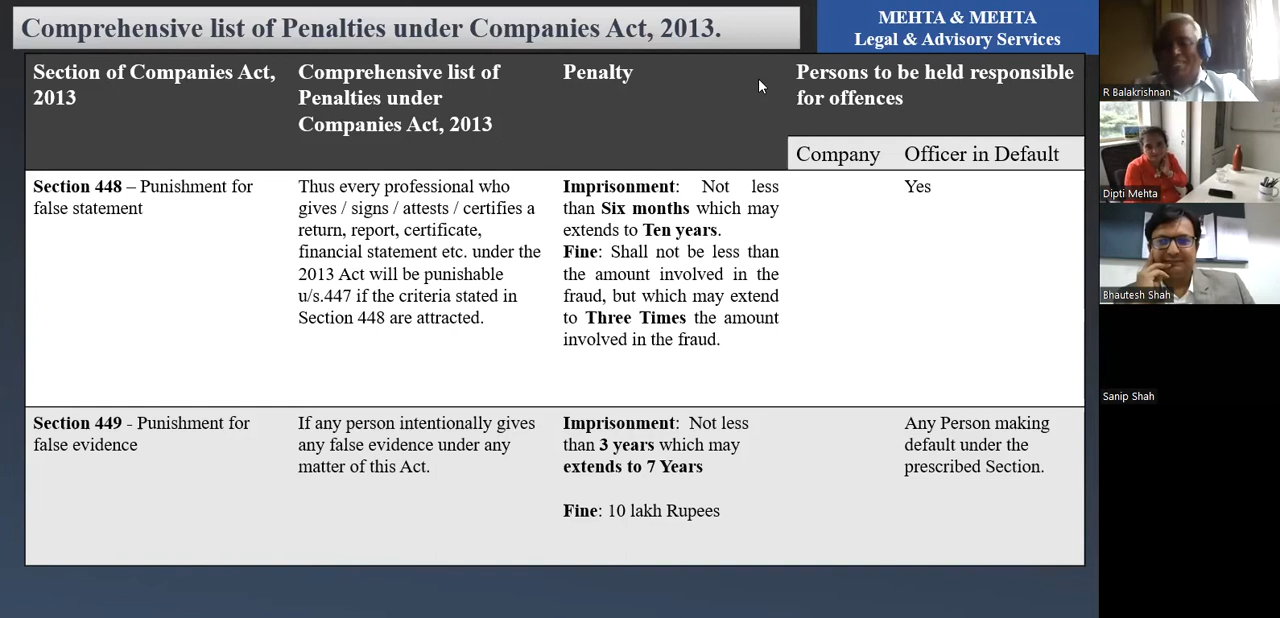 Comprehensive list of Penalties under Companies Act, 2013.
MEHTA & MEHTA
Legal & Advisory Services
Section of Companies Act,
2013
Comprehensive list of
Penalties under
Companies Act, 2013
Penalty
Persons to be held responsible
for offences
Company
Officer in Default
Section 448 – Punishment for
false statement
Thus every professional who
gives / signs / attests / certifies a
return, report, certificate,
financial statement etc. under the
2013 Act will be punishable
u/s.447 if the criteria stated in
Section 448 are attracted.
Imprisonment: Not less
than Six months which may
extends to Ten years.
Fine: Shall not be less than
the amount involved in the
fraud, but which may extend
to Three Times the amount
involved in the fraud.
Yes
Section 449 - Punishment for
false evidence
If any person intentionally gives
any false evidence under any
matter of this Act.
Imprisonment: Not less
than 3 years which may
extends to 7 Years
Fine: 10 lakh Rupees
Any Person making
default under the
prescribed Section.
R Balakrishnan
Dipti Mehta
Bhautesh Shah
Sanip Shah